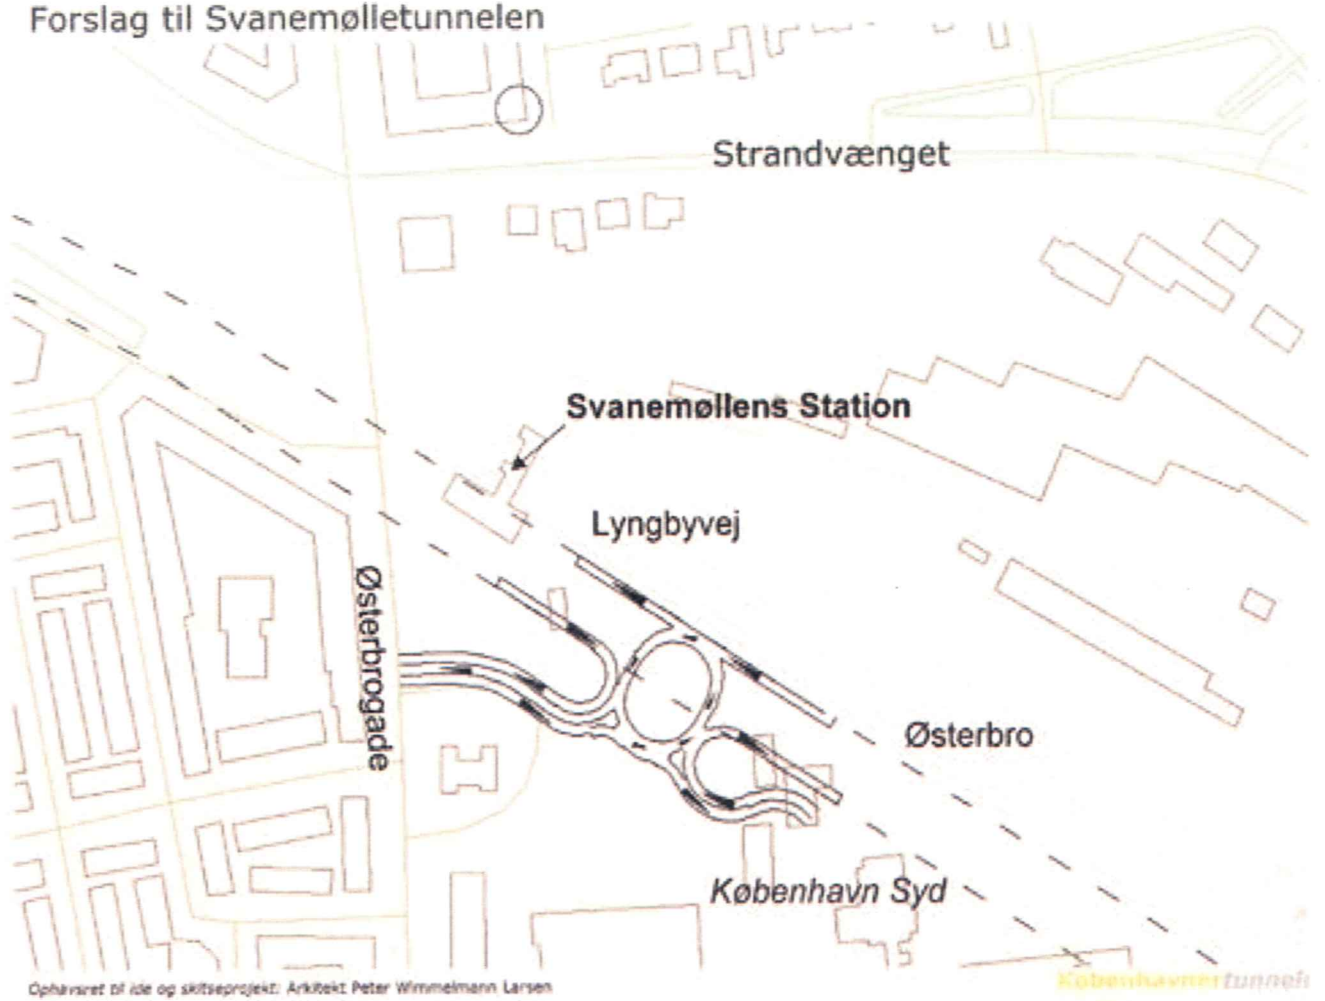 Forslag til Svanemølletunnelen
Strandvænget
Svanemøllens Station
Lyngbyvej
Østerbrogade
Østerbro
København Syd
Ophavsret til ide og skitseprojekt: Arkitekt Peter Wimmelmann Larsen
Københavnertunnele